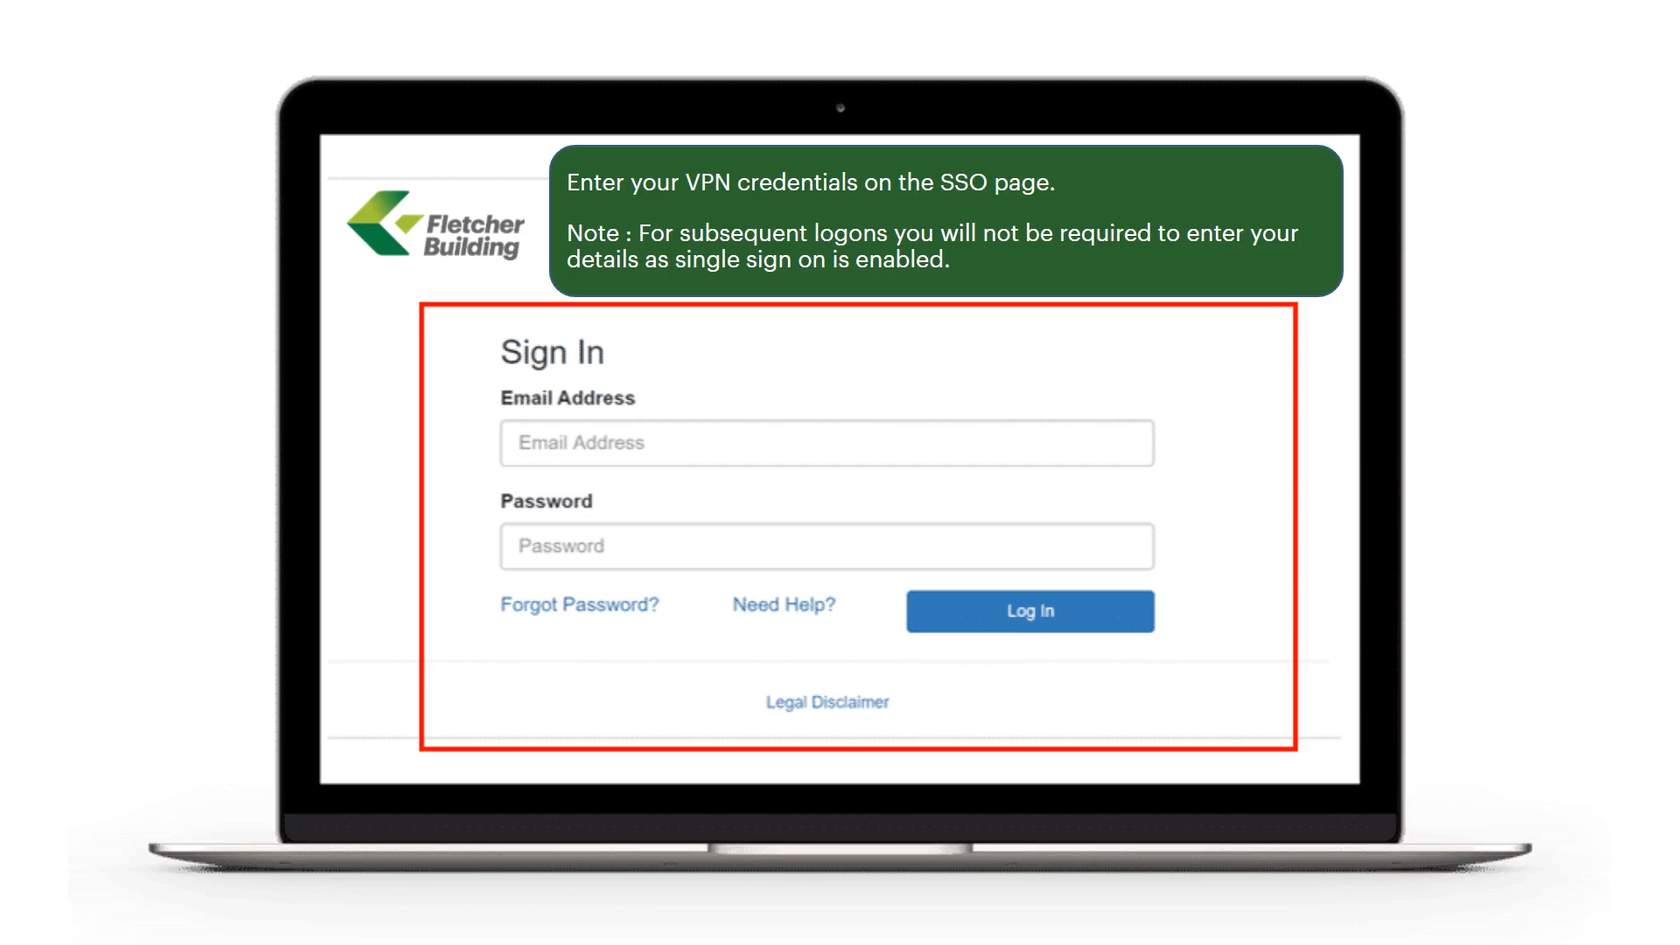 Enter your VPN credentials on the SSO page.
Note : For subsequent logons you will not be required to enter your
details as single sign on is enabled.
Fletcher
Building
Sign In
Email Address
Email Address
Password
Password
Forgot Password?
Need Help?
Log In
Legal Disclaimer